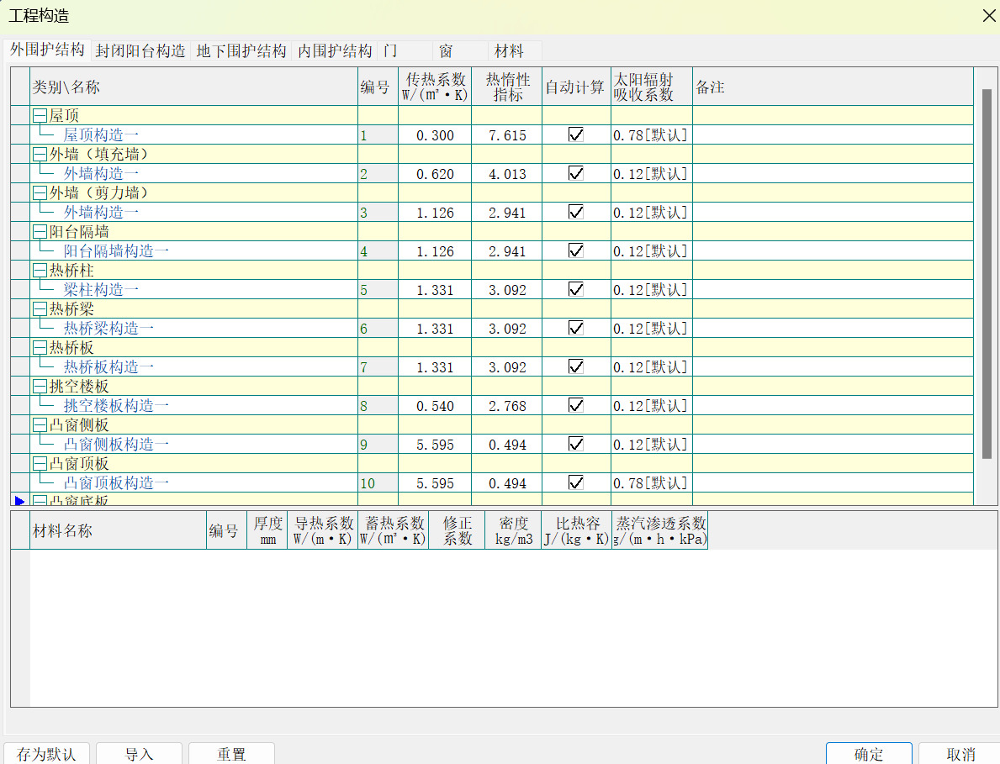 工程构造
外围护结构 封闭阳台构造 地下围护结构 内围护结构 门 窗 材料
类别\名称 编号 传热系数 W/(m²·K) 热惰性指标 自动计算 太阳辐射吸收系数 备注
屋顶
屋顶构造一 1 0.300 7.615 0.78[默认]
外墙（填充墙）
外墙构造一 2 0.620 4.013 0.12[默认]
外墙（剪力墙）
外墙构造一 3 1.126 2.941 0.12[默认]
阳台隔墙
阳台隔墙构造一 4 1.126 2.941 0.12[默认]
热桥柱
梁柱构造一 5 1.331 3.092 0.12[默认]
热桥梁
热桥梁构造一 6 1.331 3.092 0.12[默认]
热桥板
热桥板构造一 7 1.331 3.092 0.12[默认]
挑空楼板
挑空楼板构造一 8 0.540 2.768 0.12[默认]
凸窗侧板
凸窗侧板构造一 9 5.595 0.494 0.12[默认]
凸窗顶板
凸窗顶板构造一 10 5.595 0.494 0.78[默认]
凸窗底板
材料名称 编号 厚度 mm 导热系数 W/(m·K) 蓄热系数 W/(m²·K) 修正系数 密度 kg/m3 比热容 J/(kg·K) 蒸汽渗透系数 g/(m·h·kPa)
存为默认 导入 重置 确定 取消